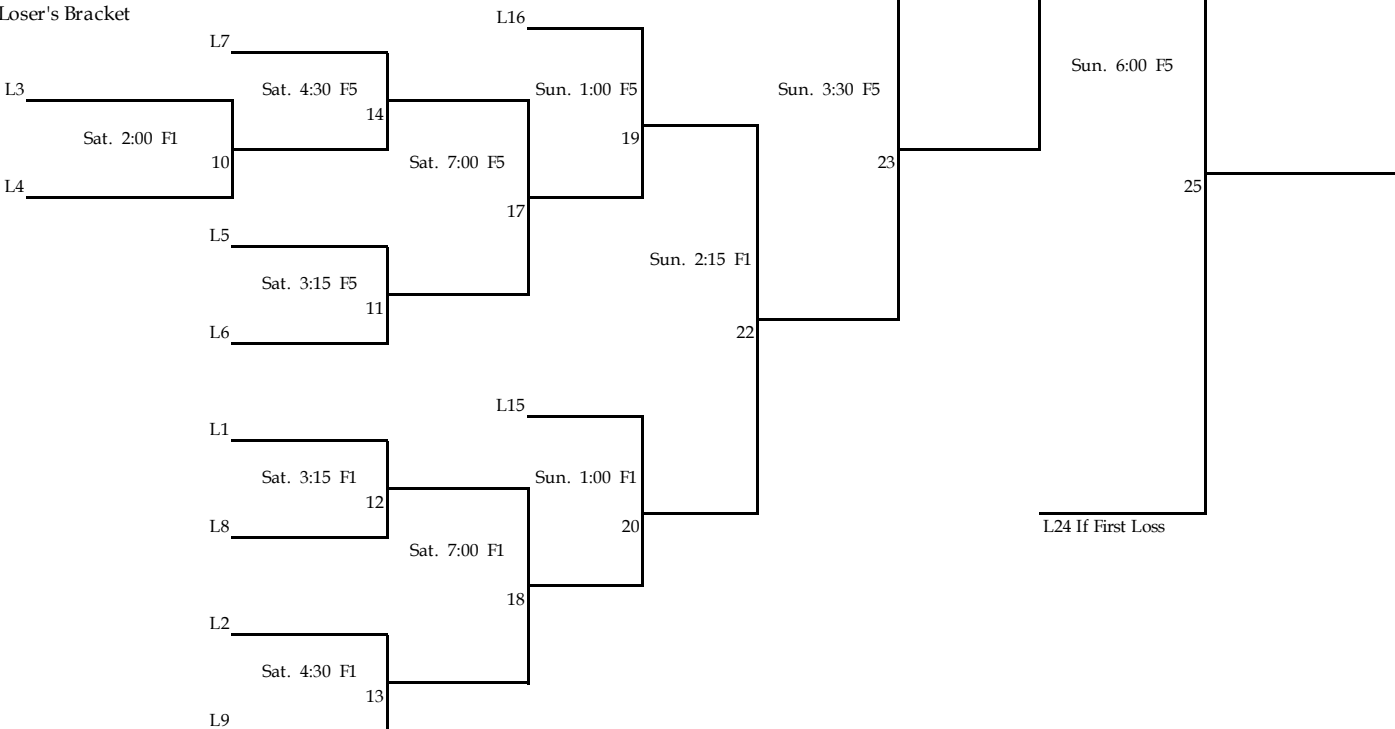 Loser's Bracket
L16
L7
Sun. 6:00 F5
L3
Sat. 4:30 F5
Sun. 1:00 F5
Sun. 3:30 F5
14
Sat. 2:00 F1
19
10
Sat. 7:00 F5
23
L4
25
17
L5
Sun. 2:15 F1
Sat. 3:15 F5
11
L6
22
L15
L1
Sat. 3:15 F1
Sun. 1:00 F1
12
L8
20
L24 If First Loss
Sat. 7:00 F1
18
L2
Sat. 4:30 F1
13
L9